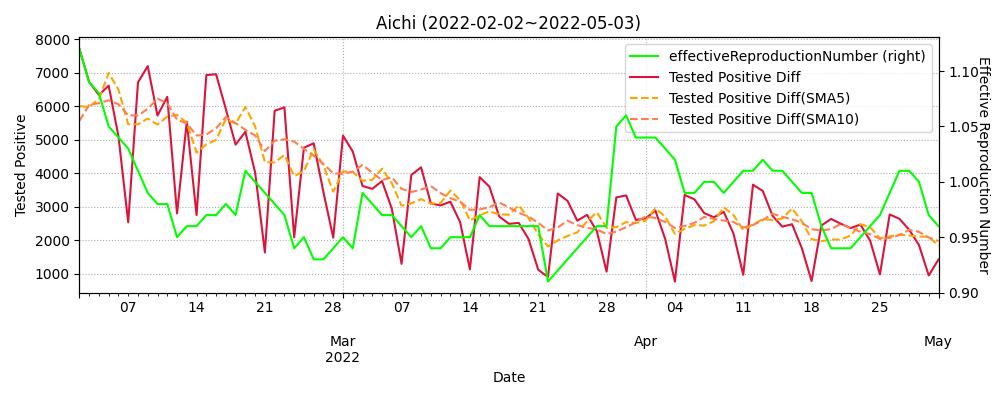 Aichi (2022-02-02~2022-05-03)
effectiveReproductionNumber (right)
Tested Positive Diff
Tested Positive Diff(SMA5)
Tested Positive Diff(SMA10)
Tested Positive
8000
7000
6000
5000
4000
3000
2000
1000
Effective Reproduction Number
1.10
1.05
1.00
0.95
0.90
07 14 21 28 07 14 21 28 04 11 18 25
Mar Apr May
2022
Date